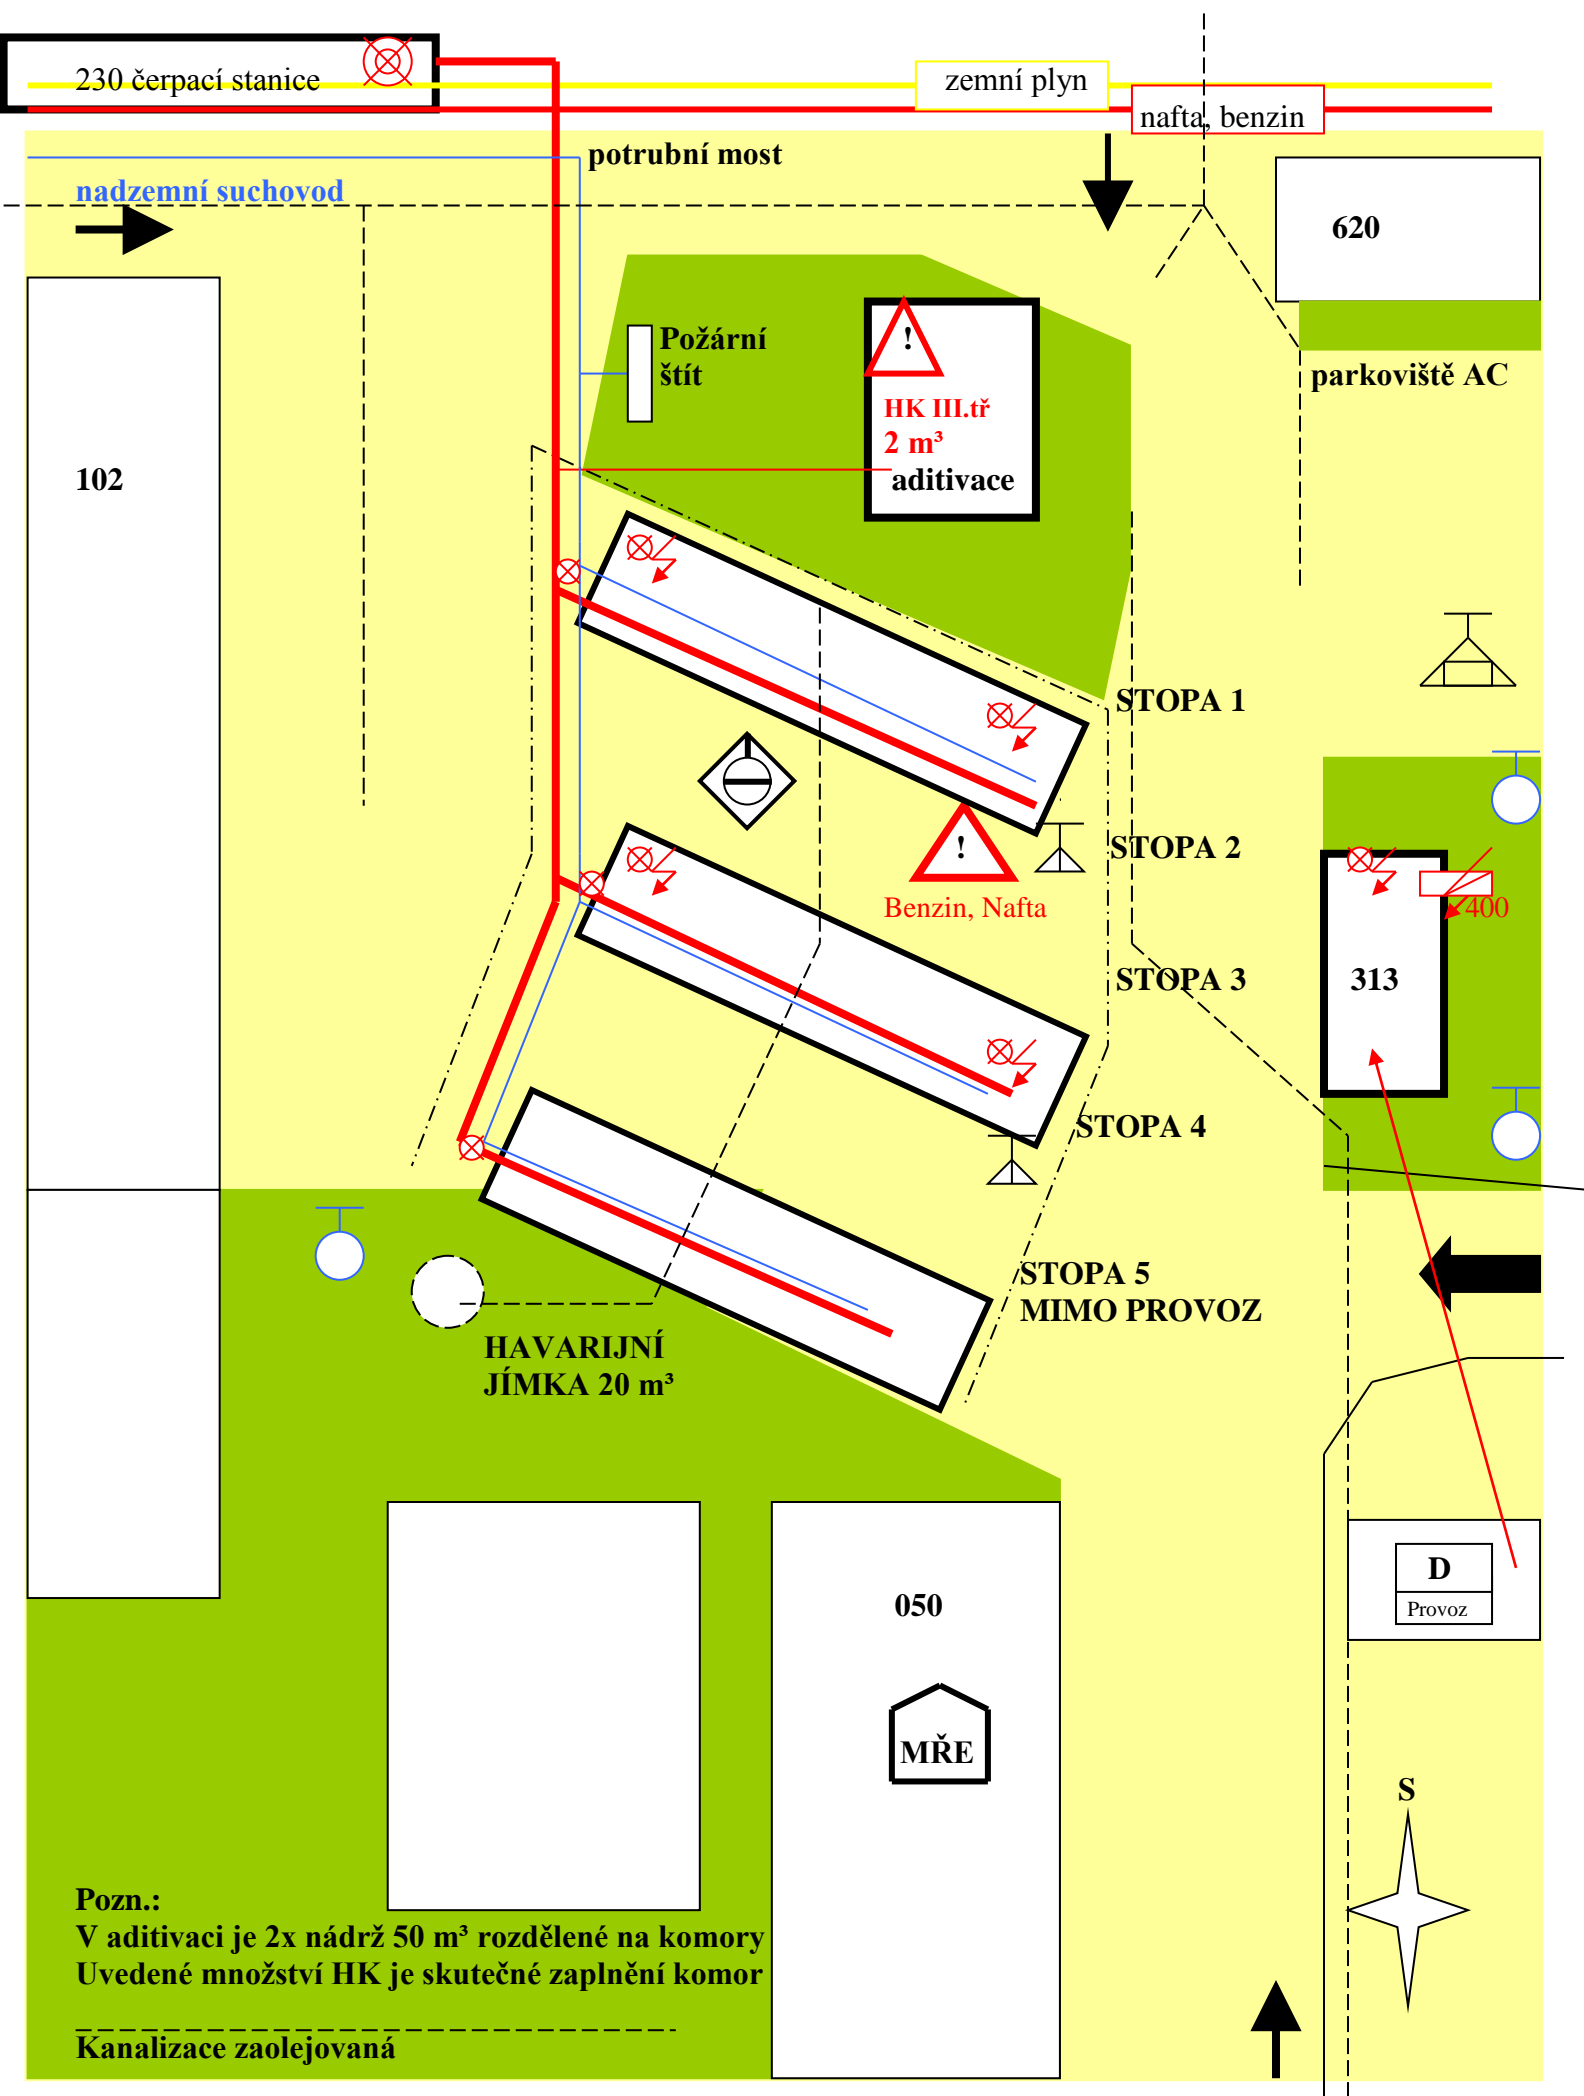 230 čerpací stanice
zemní plyn
nafta, benzin
potrubní most
nadzemní suchovod
620
Požární
štít
!
parkoviště AC
HK III.tř
2 m³
aditivace
102
STOPA 1
STOPA 2
!
Benzin, Nafta
400
STOPA 3
313
STOPA 4
STOPA 5
MIMO PROVOZ
HAVARIJNÍ
JÍMKA 20 m³
D
Provoz
050
MŘE
S
Pozn.:
V aditivaci je 2x nádrž 50 m³ rozdělené na komory
Uvedené množství HK je skutečné zaplnění komor
Kanalizace zaolejovaná